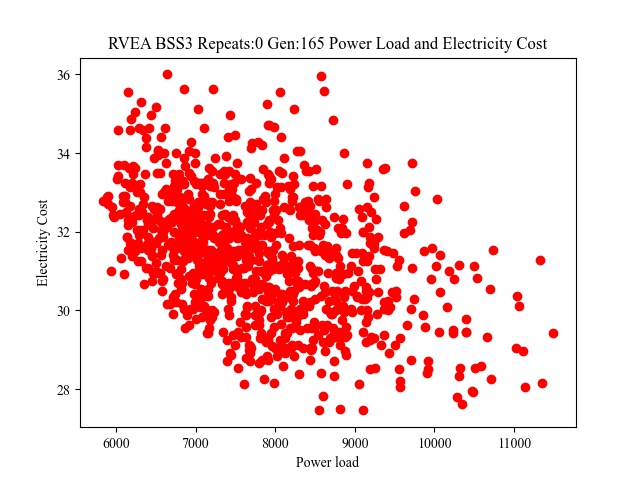 RVEA BSS3 Repeats:0 Gen:165 Power Load and Electricity Cost
36
34
32
30
28
Electricity Cost
6000 7000 8000 9000 10000 11000
Power load